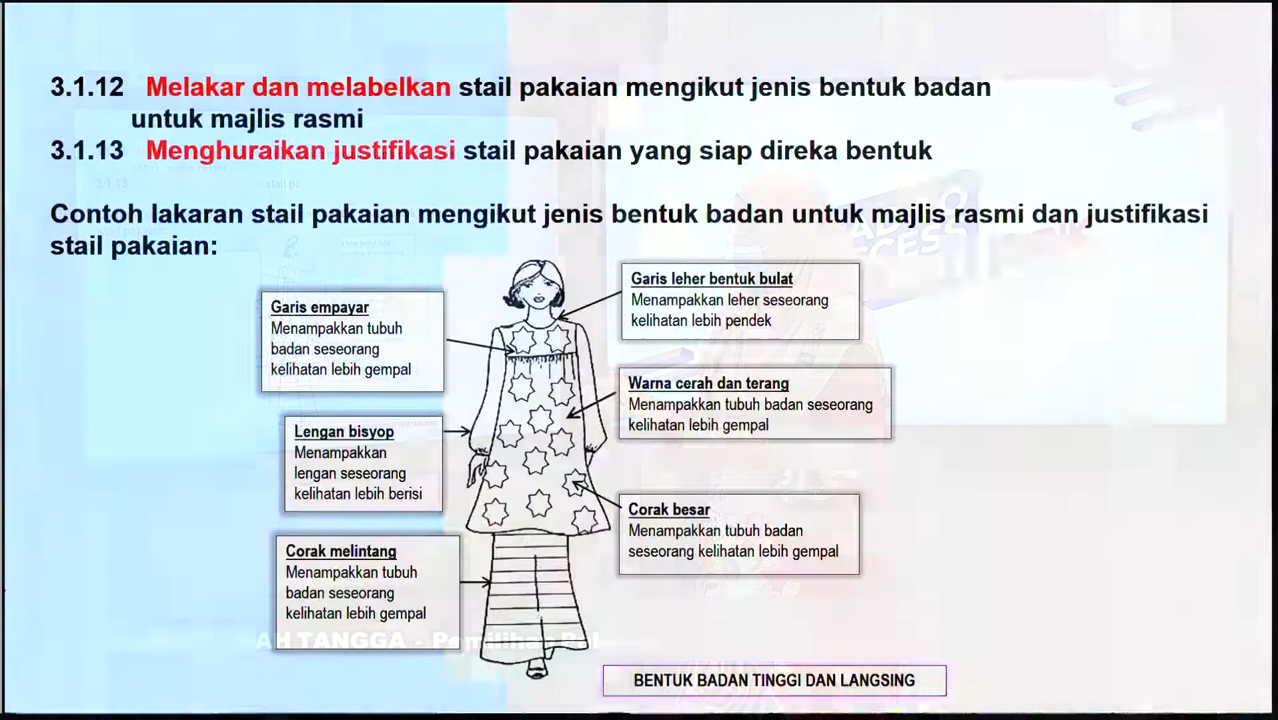 3.1.12 Melakar dan melabelkan stail pakaian mengikut jenis bentuk badan
untuk majlis rasmi
3.1.13 Menghuraikan justifikasi stail pakaian yang siap direka bentuk
Contoh lakaran stail pakaian mengikut jenis bentuk badan untuk majlis rasmi dan justifikasi
stail pakaian:
Garis empayar
Menampakkan tubuh
badan seseorang
kelihatan lebih gempal
Lengan bisyop
Menampakkan
lengan seseorang
kelihatan lebih berisi
Corak melintang
Menampakkan tubuh
badan seseorang
kelihatan lebih gempal
Garis leher bentuk bulat
Menampakkan leher seseorang
kelihatan lebih pendek
Warna cerah dan terang
Menampakkan tubuh badan seseorang
kelihatan lebih gempal
Corak besar
Menampakkan tubuh badan
seseorang kelihatan lebih gempal
AH TANGGA - Pemilihan
BENTUK BADAN TINGGI DAN LANGSING